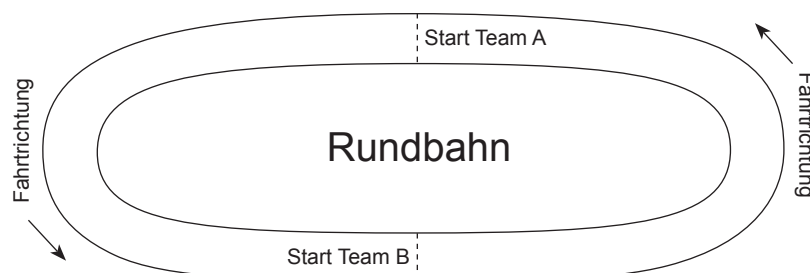 Start Team A
Fahrtrichtung
Fahrtrichtung
Rundbahn
Start Team B